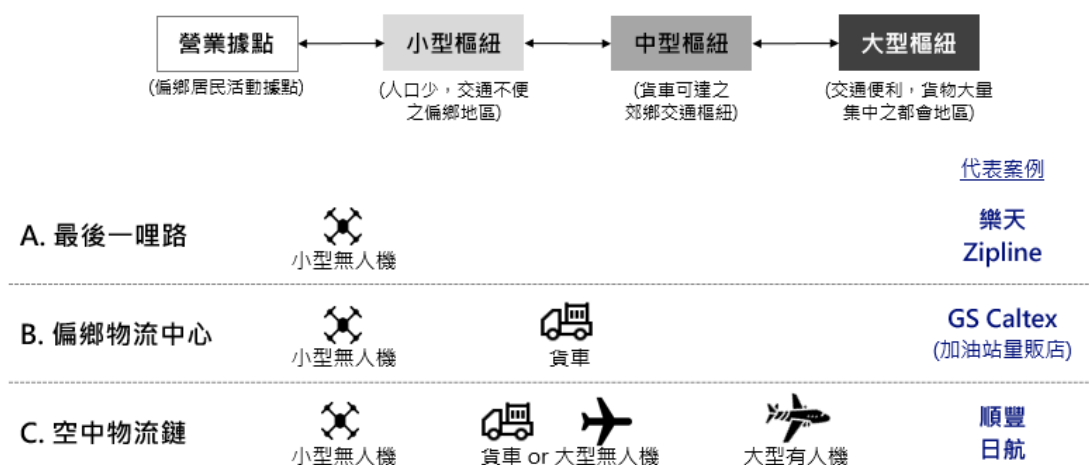 營業據點
小型樞紐
中型樞紐
大型樞紐
(偏鄉居民活動據點)
(人口少，交通不便
之偏鄉地區)
(貨車可達之
郊鄉交通樞紐)
(交通便利，貨物大量
集中之都會地區)
代表案例
A. 最後一哩路
小型無人機
樂天
Zipline
B. 偏鄉物流中心
小型無人機
貨車
GS Caltex
(加油站量販店)
C. 空中物流鏈
小型無人機
貨車 or 大型無人機
大型有人機
順豐
日航